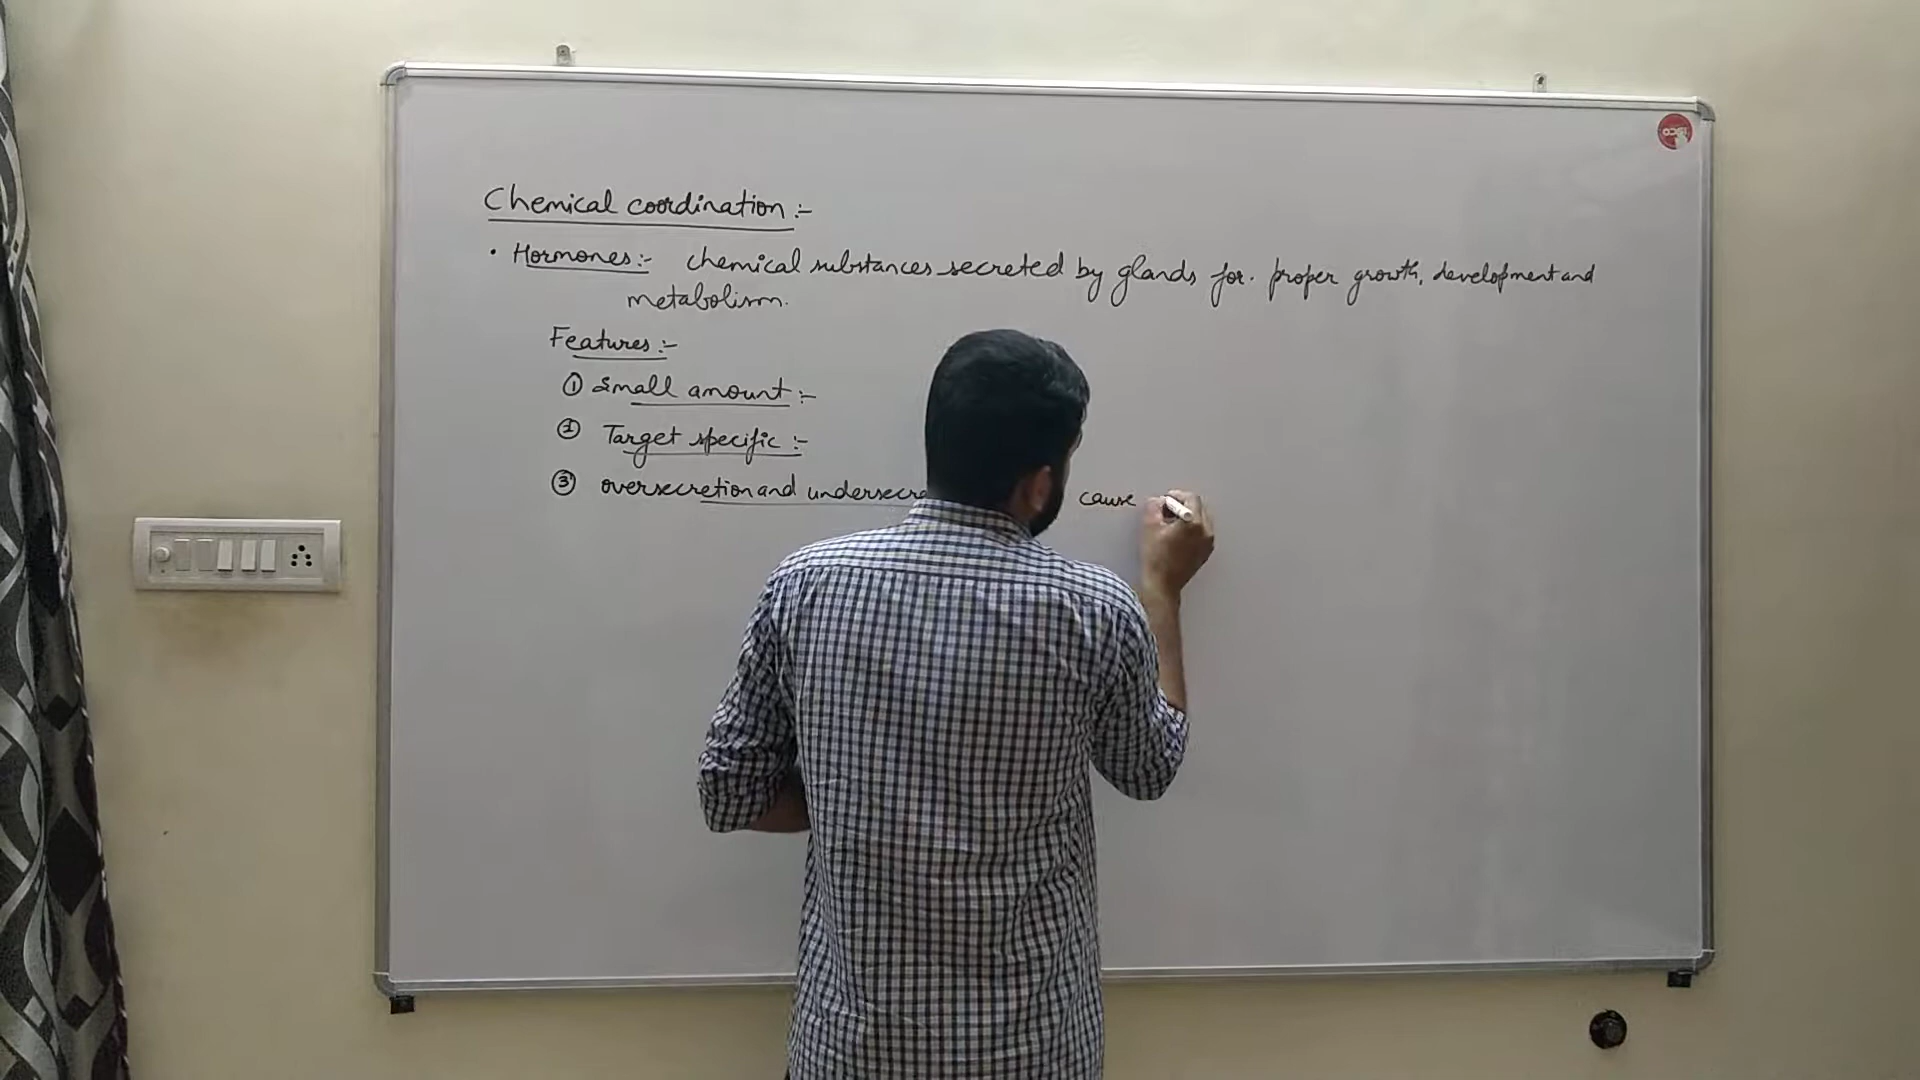 Chemical coordination :-
• Hormones:- chemical substances secreted by glands for. proper growth, development and
metabolism.
Features :-
① Small amount :-
② Target specific :-
③ oversecretion and undersecre cause